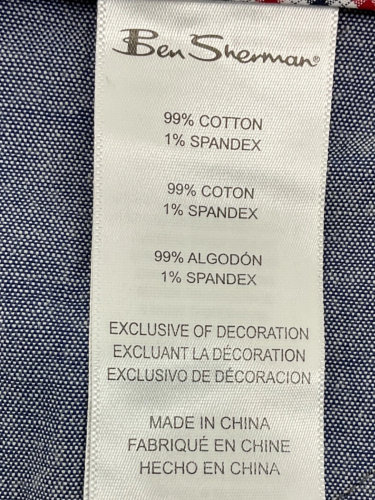 Ben Sherman®
99% COTTON
1% SPANDEX
99% COTON
1% SPANDEX
99% ALGODÓN
1% SPANDEX
EXCLUSIVE OF DECORATION
EXCLUANT LA DÉCORATION
EXCLUSIVO DE DÉCORACION
MADE IN CHINA
FABRIQUÉ EN CHINE
HECHO EN CHINA